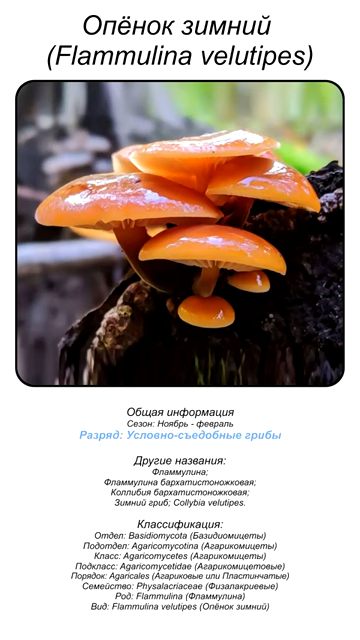 Опёнок зимний
(Flammulina velutipes)
Общая информация
Сезон: Ноябрь - февраль
Разряд: Условно-съедобные грибы
Другие названия:
Фламмулина;
Фламмулина бархатистоножковая;
Коллибия бархатистоножковая;
Зимний гриб; Collybia velutipes.
Классификация:
Отдел: Basidiomycota (Базидиомицеты)
Подотдел: Agaricomycotina (Агарикомицеты)
Класс: Agaricomycetes (Агарикомицеты)
Подкласс: Agaricomycetidae (Агарикомицетовые)
Порядок: Agaricales (Агариковые или Пластинчатые)
Семейство: Physalacriaceae (Физалакриевые)
Род: Flammulina (Фламмулина)
Вид: Flammulina velutipes (Опёнок зимний)